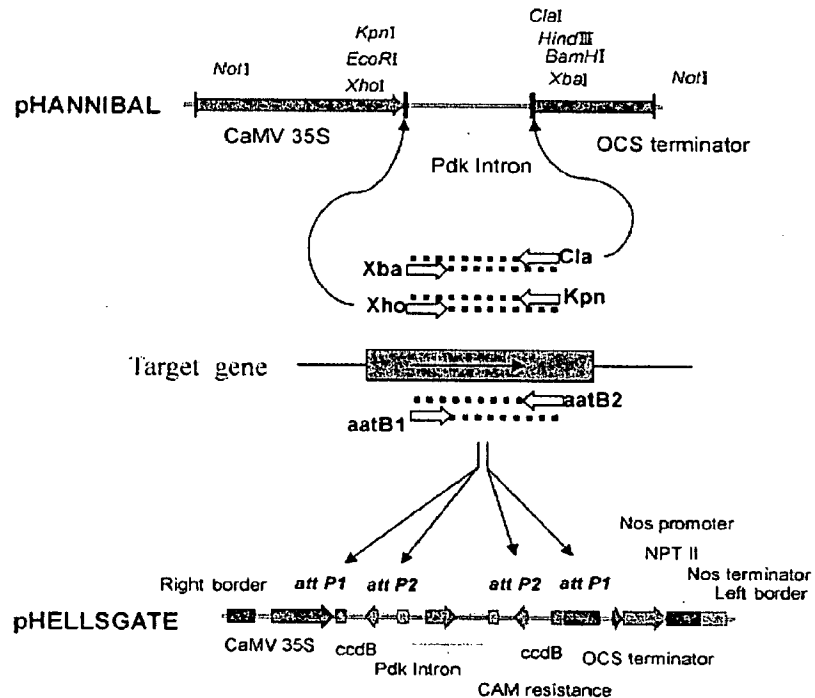 ClaI
KpnI HindIII
EcoRI BamHI
NotI XhoI XbaI NotI
pHANNIBAL
CaMV 35S OCS terminator
Pdk Intron
Xba Cla
Xho Kpn
Target gene
aatB2
aatB1
Nos promoter
NPT II
Right border att P1 att P2 att P2 att P1 Nos terminator
Left border
pHELLSGATE
CaMV 35S ccdB ccdB OCS terminator
Pdk Intron
CAM resistance